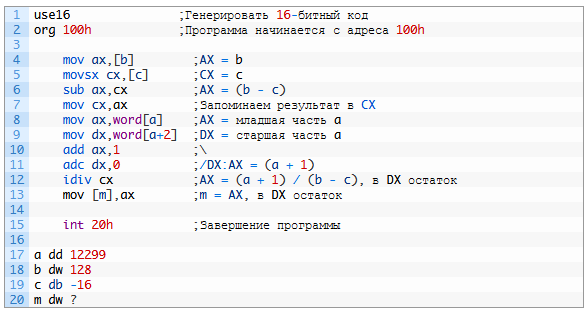 1 use16 ;Генерировать 16-битный код
2 org 100h ;Программа начинается с адреса 100h
3
4 mov ax,[b] ;AX = b
5 movsx cx,[c] ;CX = c
6 sub ax,cx ;AX = (b - c)
7 mov cx,ax ;Запоминаем результат в CX
8 mov ax,word[a] ;AX = младшая часть a
9 mov dx,word[a+2] ;DX = старшая часть a
10 add ax,1 ;\
11 adc dx,0 ;/DX:AX = (a + 1)
12 idiv cx ;AX = (a + 1) / (b - c), в DX остаток
13 mov [m],ax ;m = AX, в DX остаток
14
15 int 20h ;Завершение программы
16
17 a dd 12299
18 b dw 128
19 c db -16
20 m dw ?